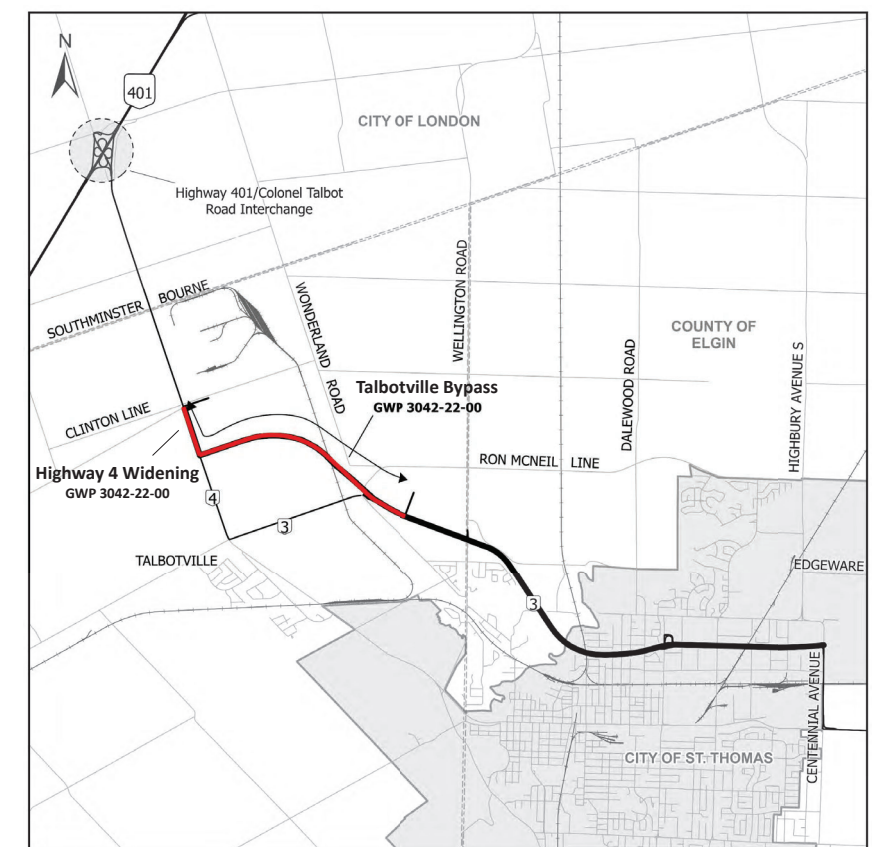 N
401
CITY OF LONDON
Highway 401/Colonel Talbot
Road Interchange
SOUTHMINSTER BOURNE
WONDERLAND ROAD
WELLINGTON ROAD
COUNTY OF
ELGIN
DALEWOOD ROAD
HIGHBURY AVENUE S
CLINTON LINE
Talbotville Bypass
GWP 3042-22-00
RON MCNEIL LINE
Highway 4 Widening
GWP 3042-22-00
4
3
TALBOTVILLE
EDGEWARE
3
CENTENNIAL AVENUE
CITY OF ST. THOMAS